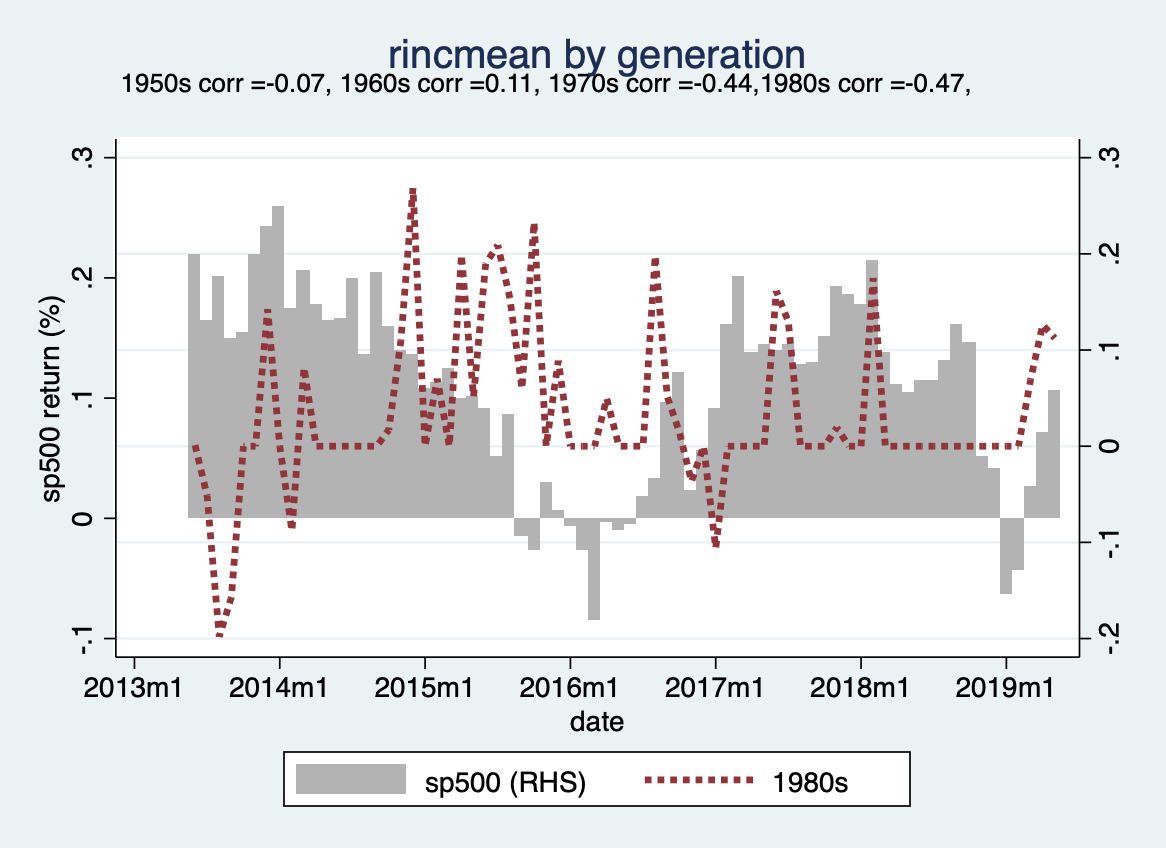 rincmean by generation
1950s corr =-0.07, 1960s corr =0.11, 1970s corr =-0.44,1980s corr =-0.47,
sp500 return (%)
.3
.2
.1
0
-.1
.3
.2
.1
0
-.1
-.2
2013m1 2014m1 2015m1 2016m1 2017m1 2018m1 2019m1
date
sp500 (RHS) 1980s